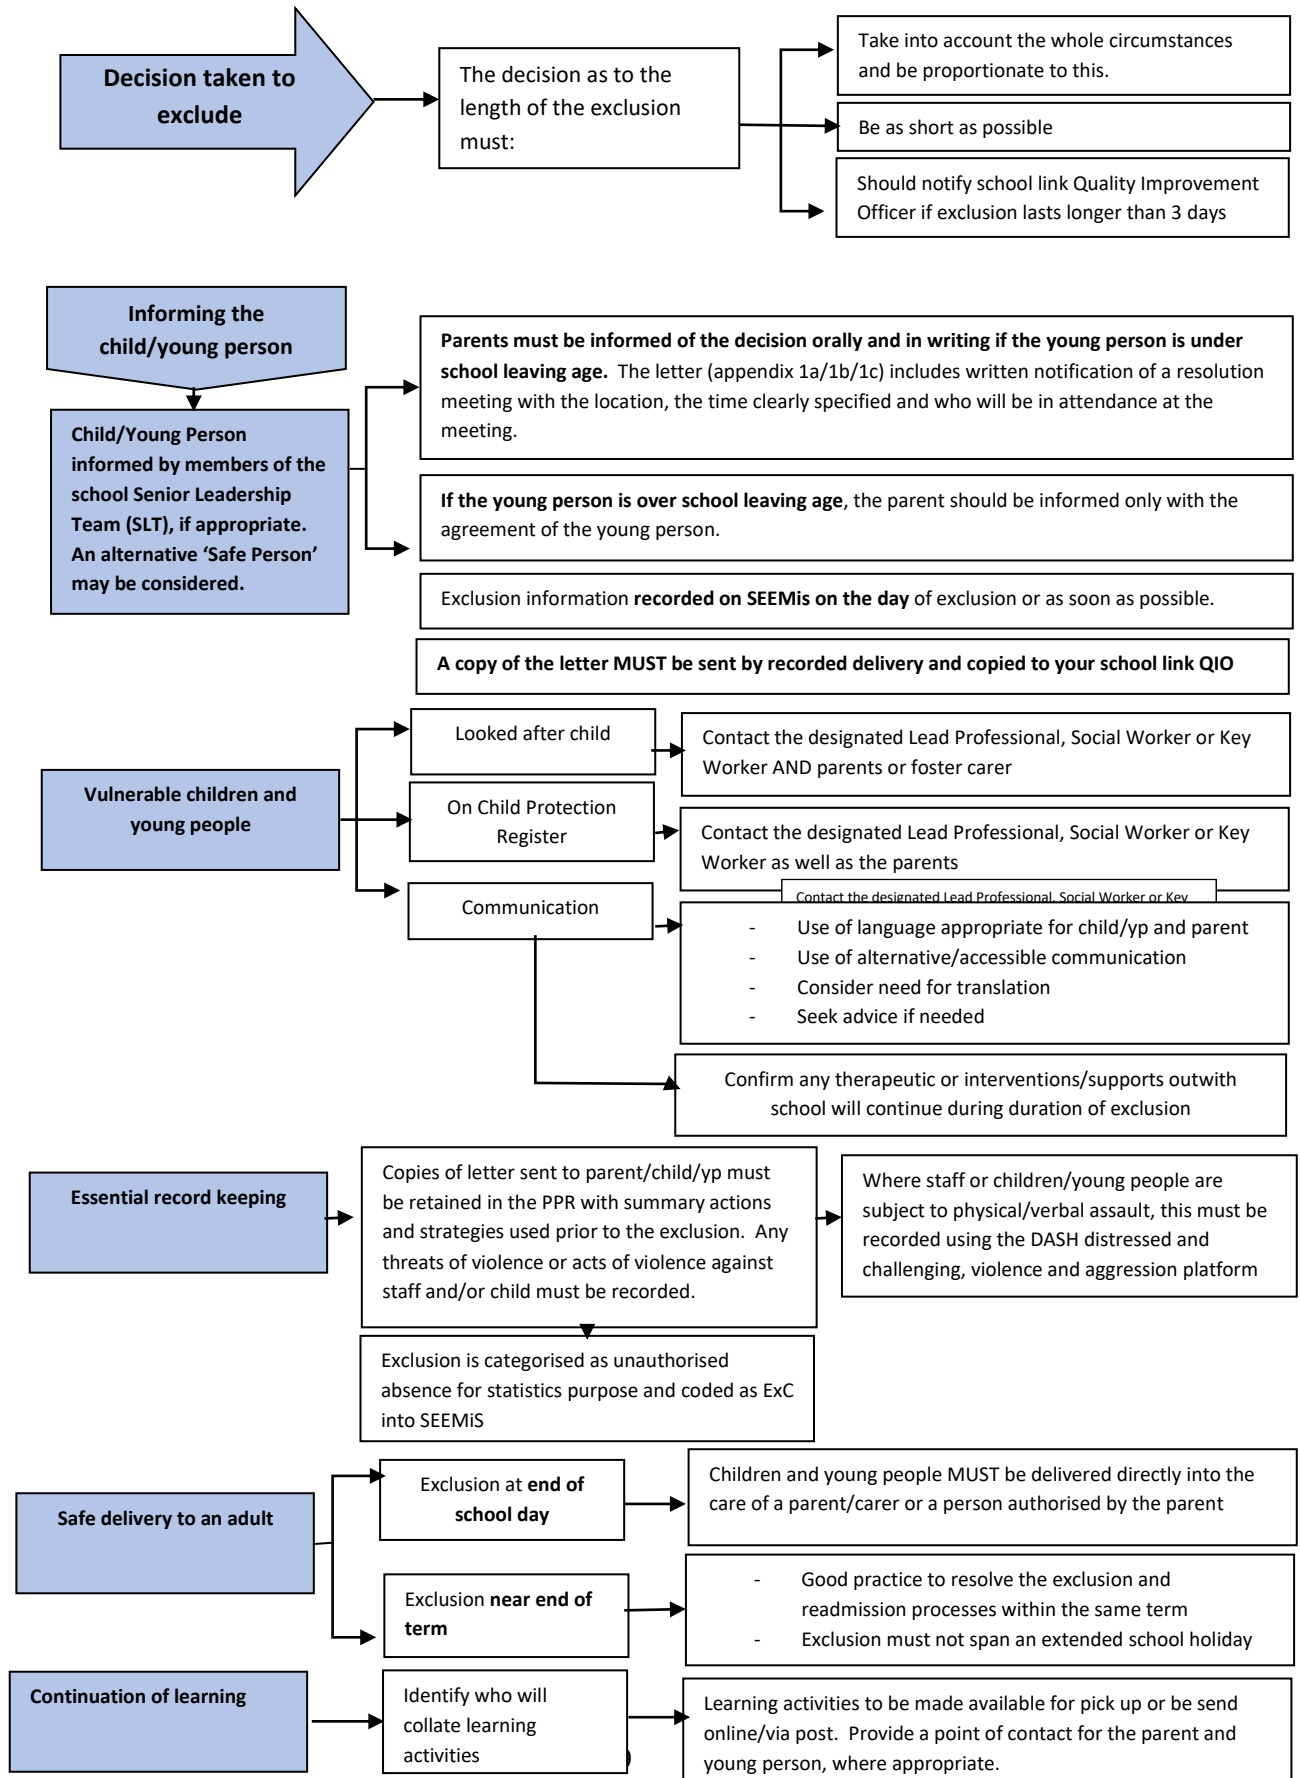 Decision taken to
exclude
The decision as to the
length of the exclusion
must:
Take into account the whole circumstances
and be proportionate to this.
Be as short as possible
Should notify school link Quality Improvement
Officer if exclusion lasts longer than 3 days
Informing the
child/young person
Child/Young Person
informed by members of the
school Senior Leadership
Team (SLT), if appropriate.
An alternative ‘Safe Person’
may be considered.
Parents must be informed of the decision orally and in writing if the young person is under
school leaving age.  The letter (appendix 1a/1b/1c) includes written notification of a resolution
meeting with the location, the time clearly specified and who will be in attendance at the
meeting.
If the young person is over school leaving age, the parent should be informed only with the
agreement of the young person.
Exclusion information recorded on SEEMis on the day of exclusion or as soon as possible.
A copy of the letter MUST be sent by recorded delivery and copied to your school link QIO
Vulnerable children and
young people
Looked after child
Contact the designated Lead Professional, Social Worker or Key
Worker AND parents or foster carer
On Child Protection
Register
Contact the designated Lead Professional, Social Worker or Key
Worker as well as the parents
Contact the designated Lead Professional, Social Worker or Key
Communication
- Use of language appropriate for child/yp and parent
- Use of alternative/accessible communication
- Consider need for translation
- Seek advice if needed
Confirm any therapeutic or interventions/supports outwith
school will continue during duration of exclusion
Essential record keeping
Copies of letter sent to parent/child/yp must
be retained in the PPR with summary actions
and strategies used prior to the exclusion.  Any
threats of violence or acts of violence against
staff and/or child must be recorded.
Where staff or children/young people are
subject to physical/verbal assault, this must be
recorded using the DASH distressed and
challenging, violence and aggression platform
Exclusion is categorised as unauthorised
absence for statistics purpose and coded as ExC
into SEEMiS
Safe delivery to an adult
Exclusion at end of
school day
Children and young people MUST be delivered directly into the
care of a parent/carer or a person authorised by the parent
Exclusion near end of
term
- Good practice to resolve the exclusion and
readmission processes within the same term
- Exclusion must not span an extended school holiday
Continuation of learning
Identify who will
collate learning
activities
Learning activities to be made available for pick up or be send
online/via post.  Provide a point of contact for the parent and
young person, where appropriate.